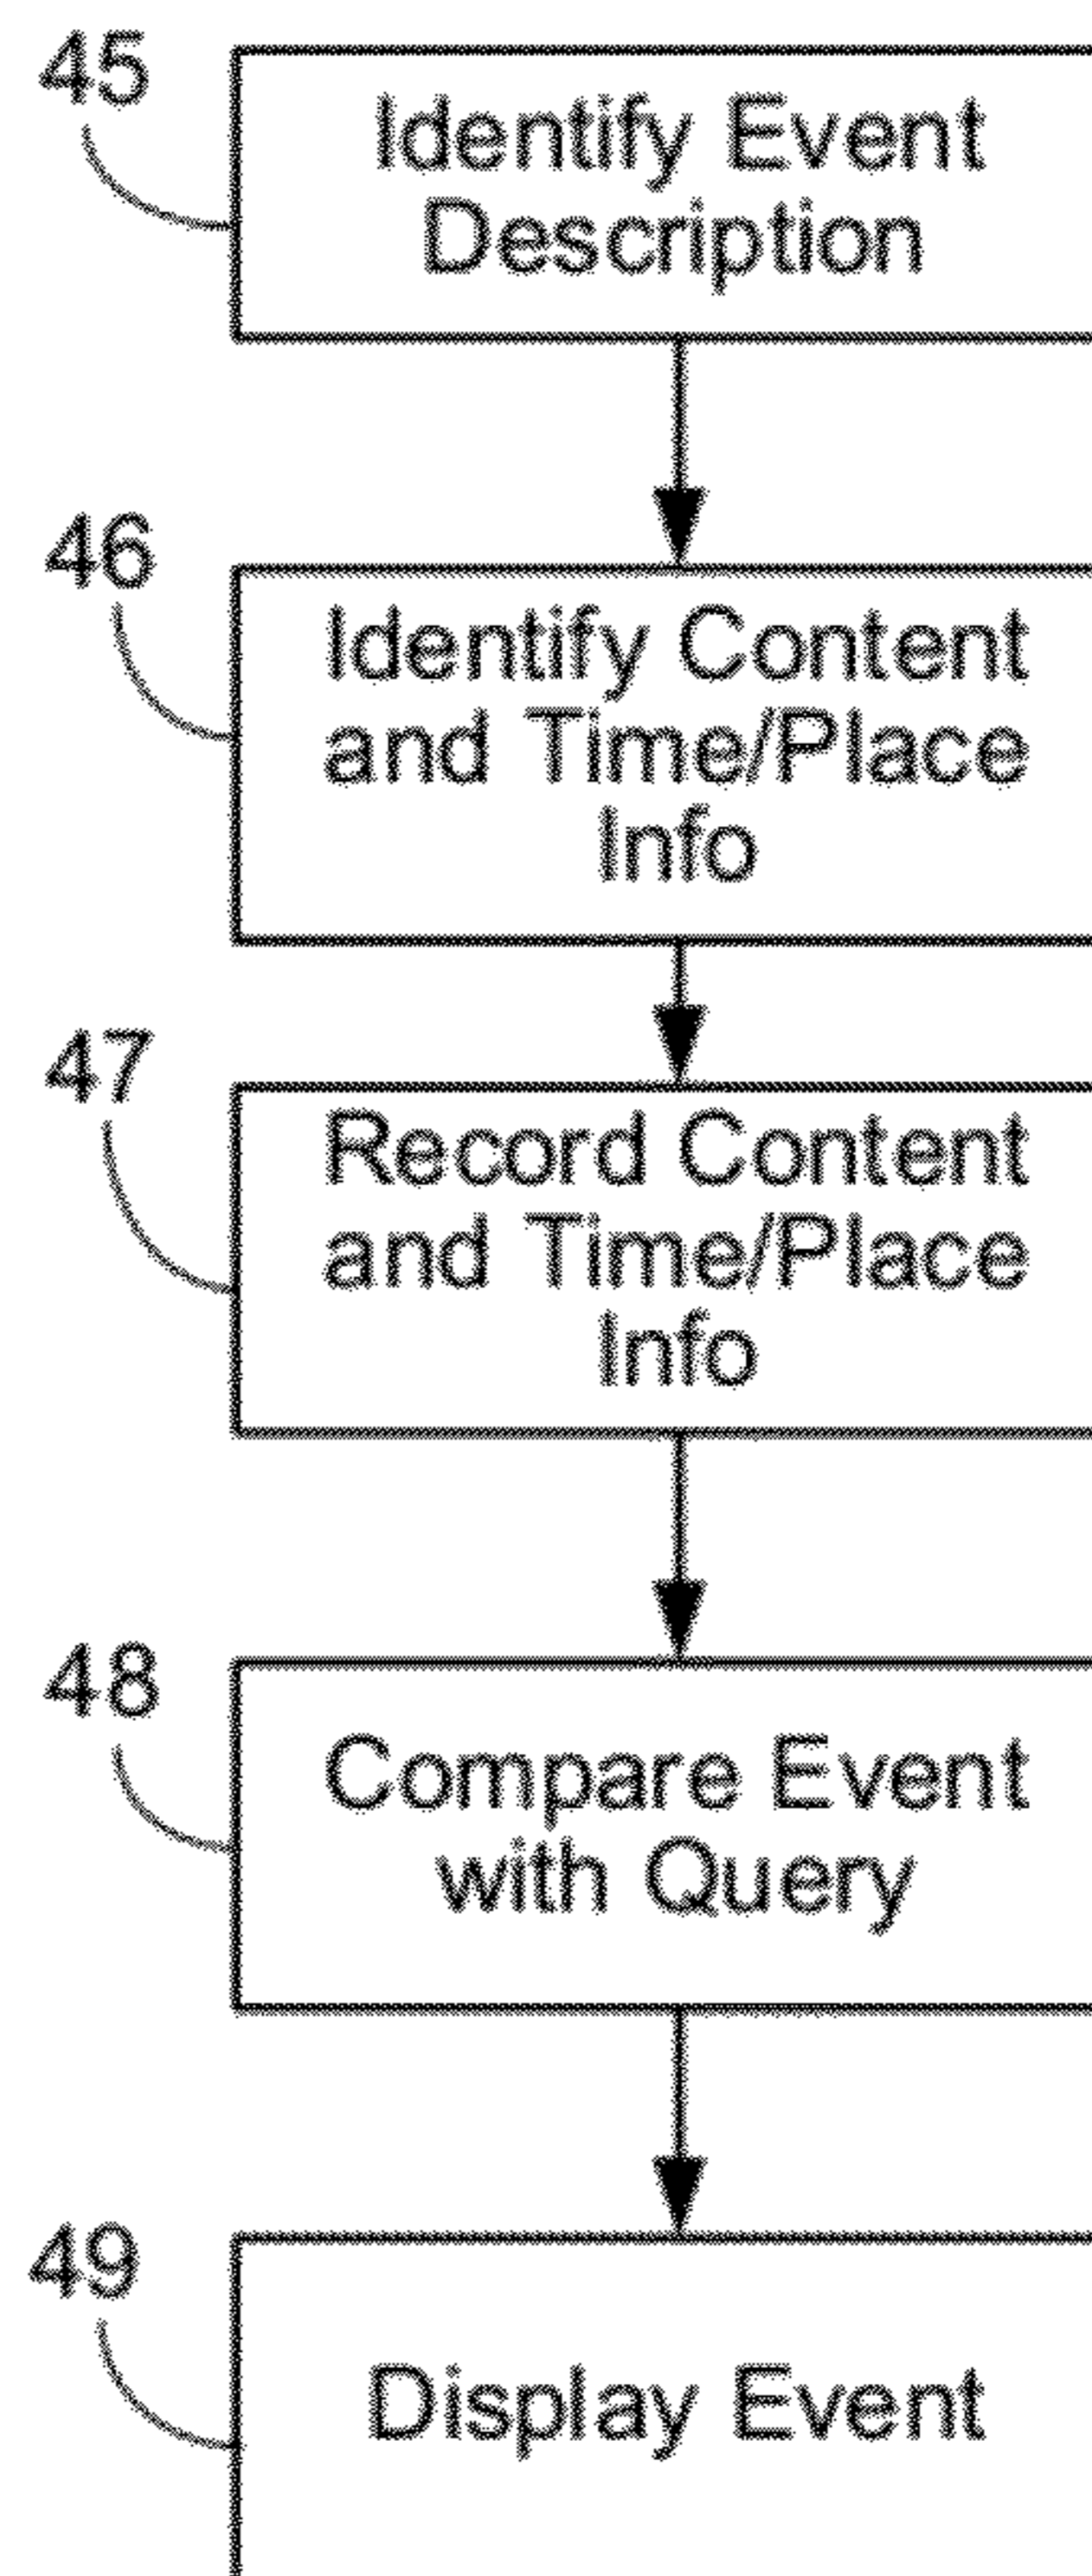 45
Identify Event
Description
46
Identify Content
and Time/Place
Info
47
Record Content
and Time/Place
Info
48
Compare Event
with Query
49
Display Event